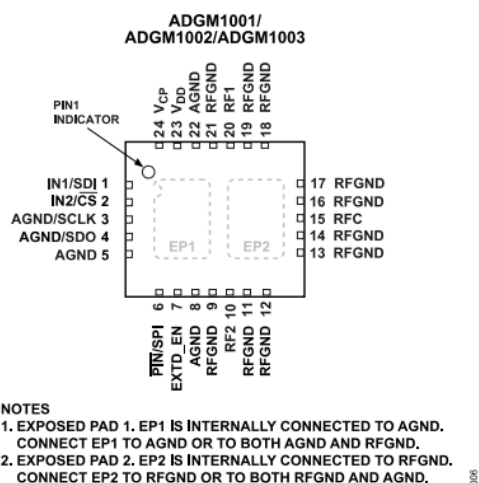 ADGM1001/
ADGM1002/ADGM1003
PIN1
INDICATOR
24 VCP
23 VDD
22 AGND
21 RFGND
20 RF1
19 RFGND
18 RFGND
IN1/SDI 1
IN2/CS 2
AGND/SCLK 3
AGND/SDO 4
AGND 5
EP1
EP2
17 RFGND
16 RFGND
15 RFC
14 RFGND
13 RFGND
PIN/SPI 6
EXTD_EN 7
AGND 8
RFGND 9
RF2 10
RFGND 11
RFGND 12
NOTES
1. EXPOSED PAD 1. EP1 IS INTERNALLY CONNECTED TO AGND.
CONNECT EP1 TO AGND OR TO BOTH AGND AND RFGND.
2. EXPOSED PAD 2. EP2 IS INTERNALLY CONNECTED TO RFGND.
CONNECT EP2 TO RFGND OR TO BOTH RFGND AND AGND.